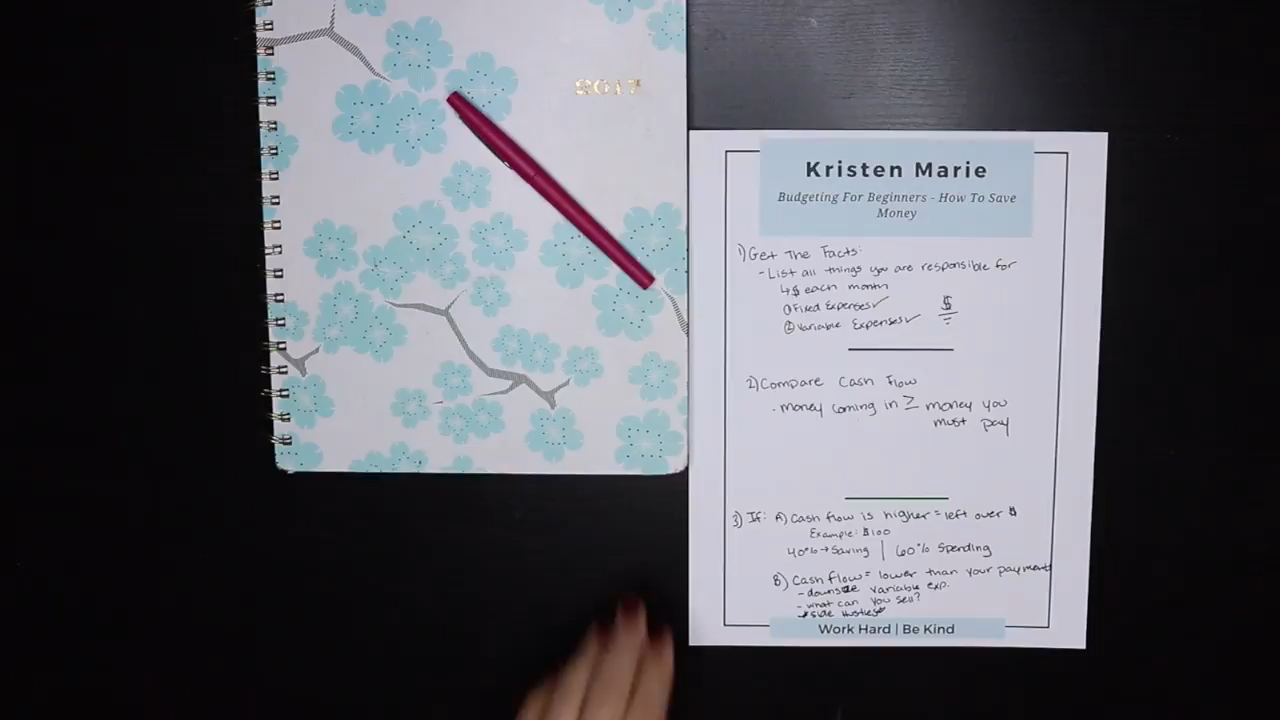 2017
Kristen Marie
Budgeting For Beginners - How To Save
Money
1) Get The Facts:
- List all things you are responsible for
↳ $ each month
① Fixed Expenses ✓
② Variable Expenses ✓
$
2) Compare Cash Flow
· money coming in ≥ money you
must pay
3) If: A) Cash flow is higher = left over $
Example: $100
40% → Saving | 60% Spending
B) Cash flow = lower than your payments
- downsize variable exp.
- what can you sell?
* side hustles*
Work Hard | Be Kind